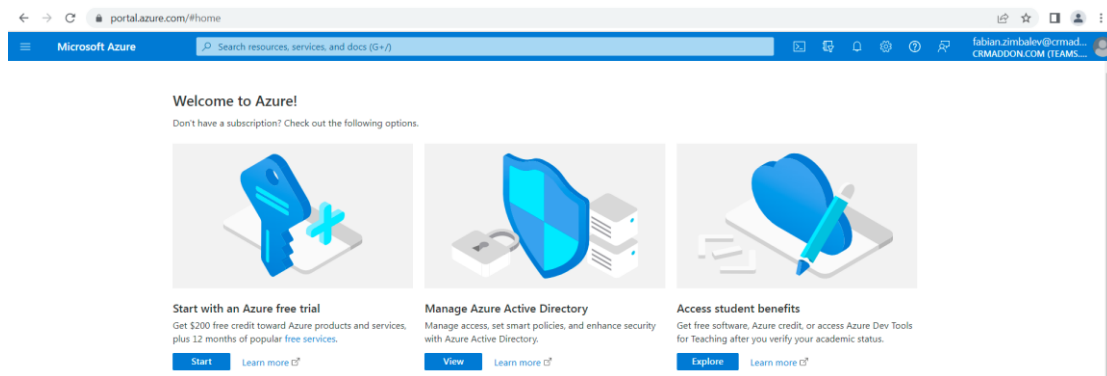 portal.azure.com/#home
Microsoft Azure
Search resources, services, and docs (G+/)
fabian.zimbalev@crmad...
CRMADDON.COM (TEAMS....
Welcome to Azure!
Don't have a subscription? Check out the following options.
Start with an Azure free trial
Get $200 free credit toward Azure products and services,
plus 12 months of popular free services.
Start
Learn more
Manage Azure Active Directory
Manage access, set smart policies, and enhance security
with Azure Active Directory.
View
Learn more
Access student benefits
Get free software, Azure credit, or access Azure Dev Tools
for Teaching after you verify your academic status.
Explore
Learn more